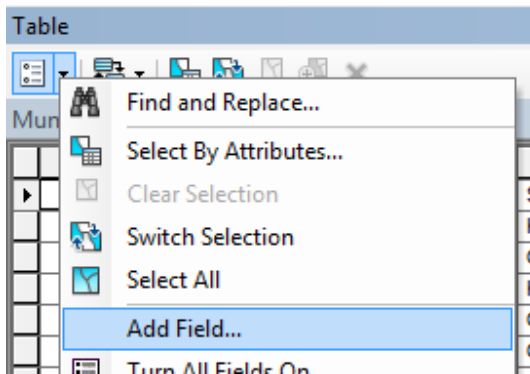 Table
Find and Replace...
Mun
Select By Attributes...
Clear Selection
Switch Selection
Select All
Add Field...
Turn All Fields On